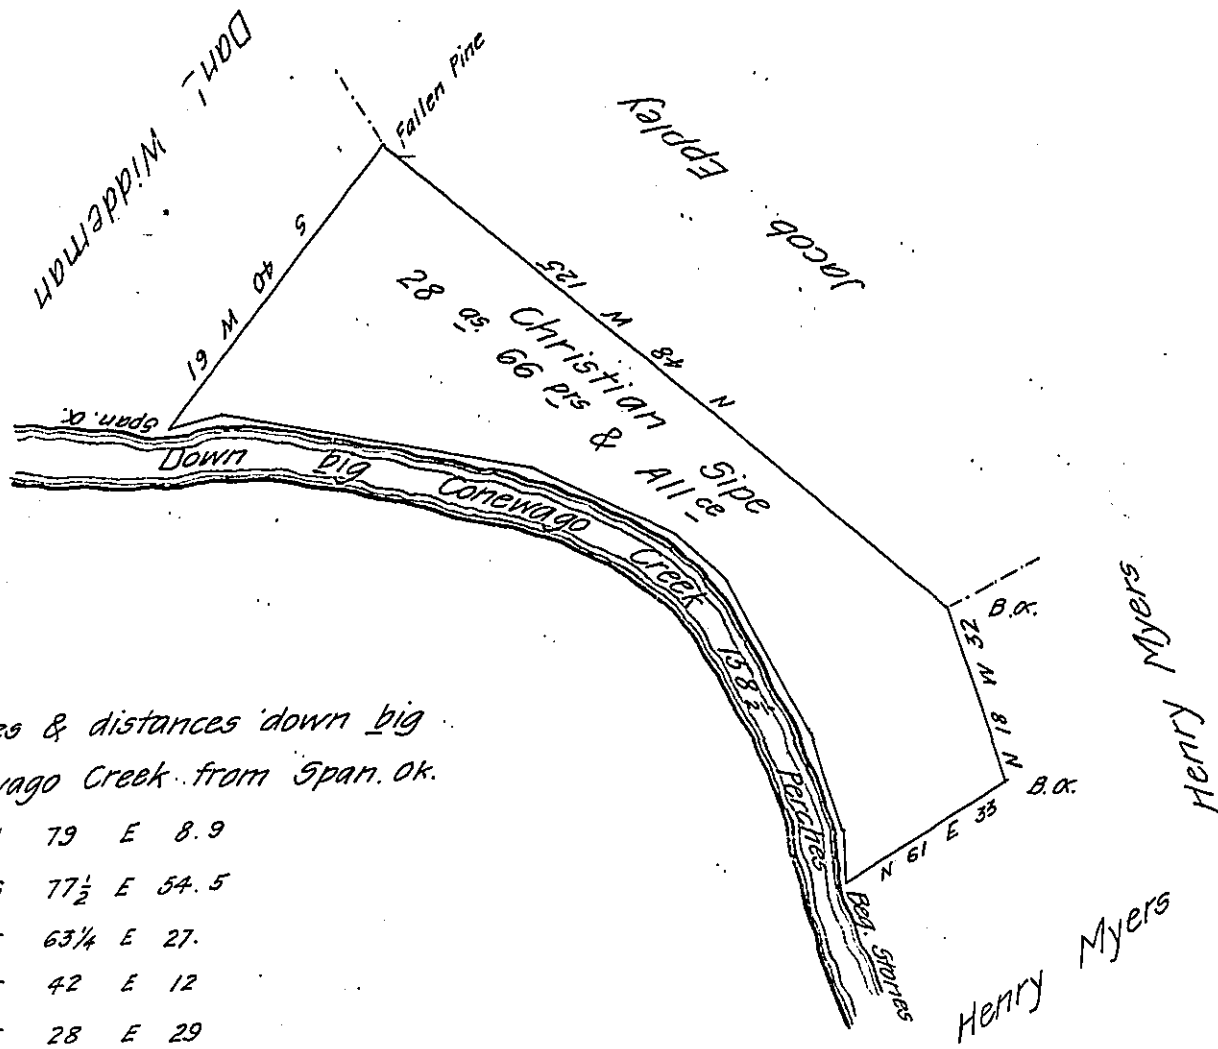 Dan'l Widderman
Fallen Pine
Jacob Eppley
S 40 W 61
N 48 W 125
Christian Sipe
28 as. 66 prs & All ce
Span. o.
Down big Conewago Creek 138½ Perches
B.o.
N 18 W 32
B.o.
N 61 E 33
Beg. Stones
Henry Myers
Henry Myers
es & distances down big
wago Creek from Span. Ok.
79 E 8.9
77½ E 54.5
63¼ E 27.
42 E 12
28 E 29